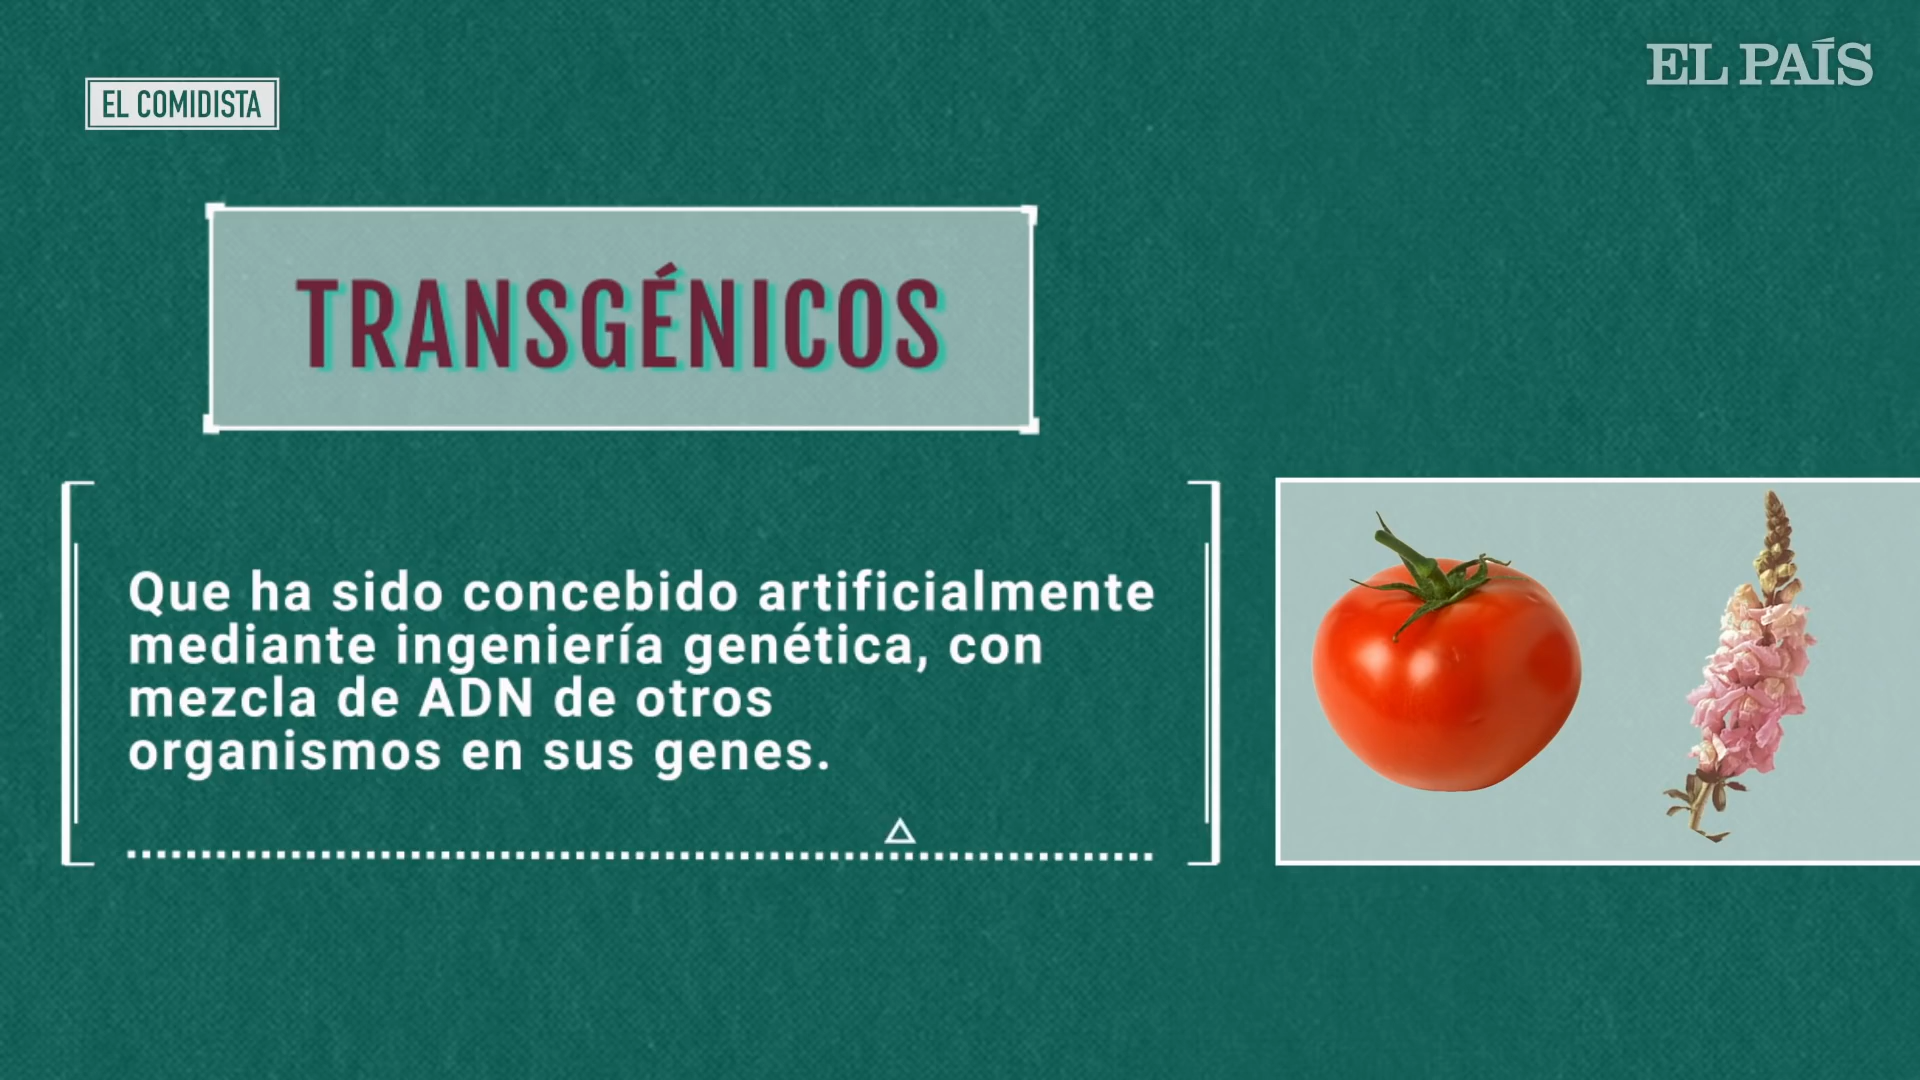 EL PAÍS
EL COMIDISTA
TRANSGÉNICOS
Que ha sido concebido artificialmente
mediante ingeniería genética, con
mezcla de ADN de otros
organismos en sus genes.